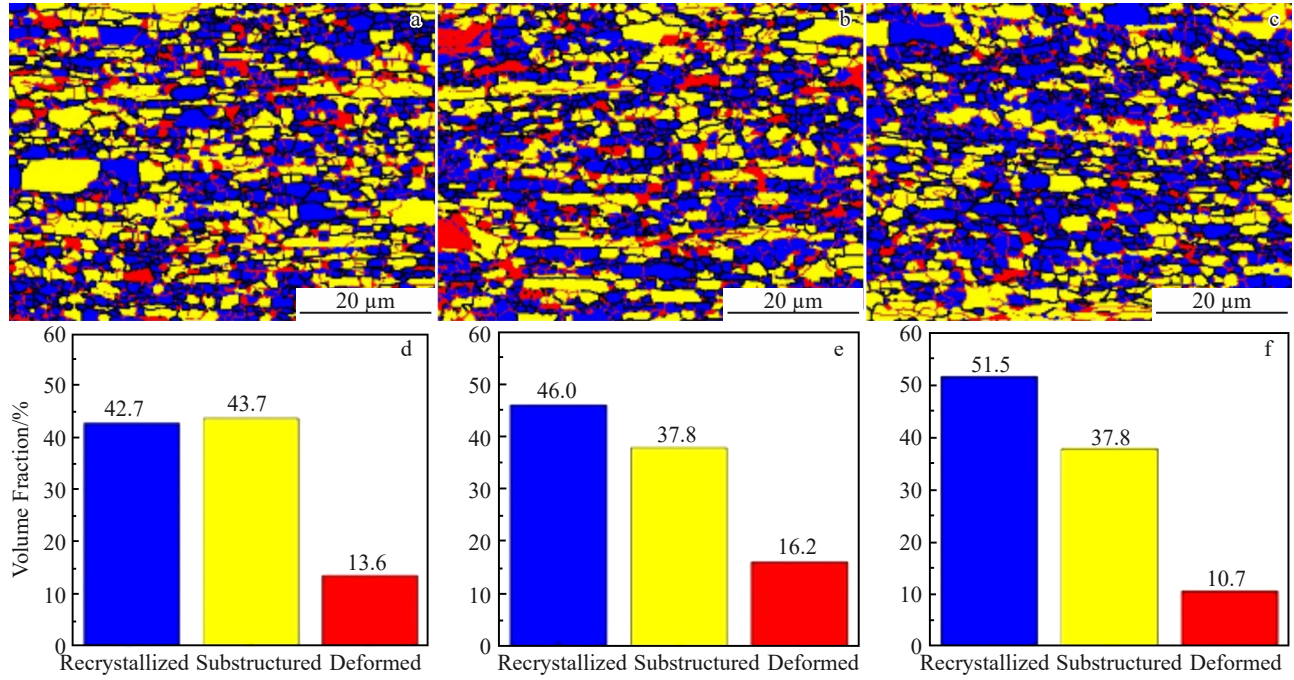 a
b
c
20 μm
20 μm
20 μm
d
e
f
Volume Fraction/%
60
50
40
30
20
10
0
42.7
43.7
13.6
Recrystallized Substructured Deformed
60
50
40
30
20
10
0
46.0
37.8
16.2
Recrystallized Substructured Deformed
60
50
40
30
20
10
0
51.5
37.8
10.7
Recrystallized Substructured Deformed